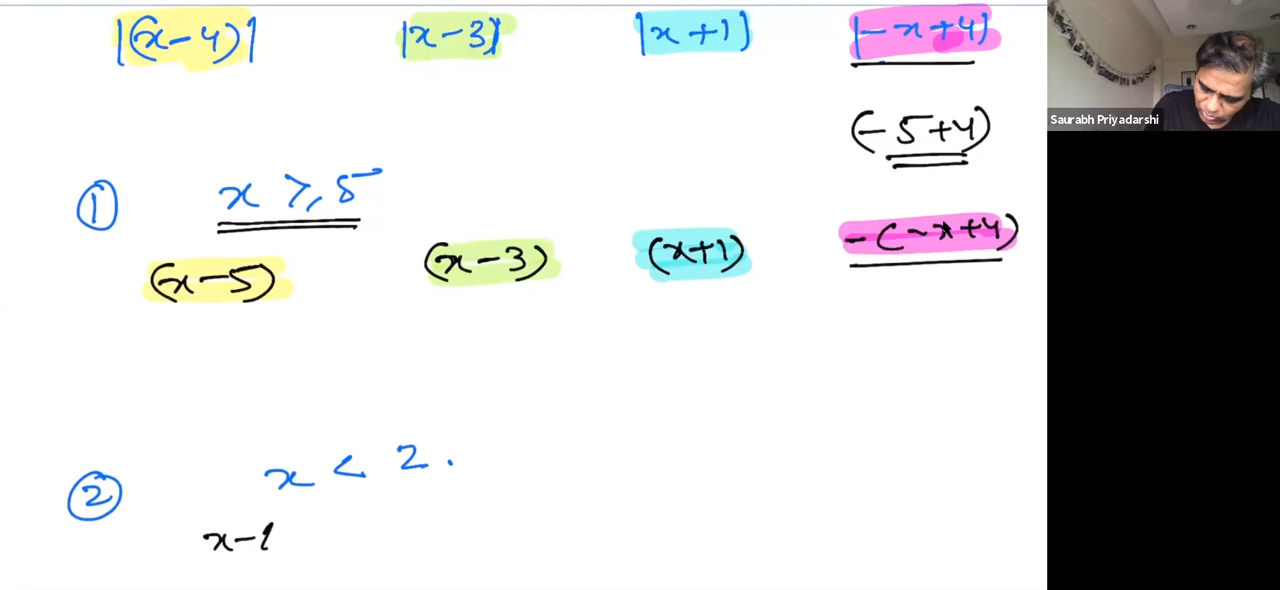 |(x-4)| |x-3| |x+1| |-x+4|
Saurabh Priyadarshi
(-5+4)
① x ≥ 5
(x-5) (x-3) (x+1) -(-x+4)
② x < 2.
x-1